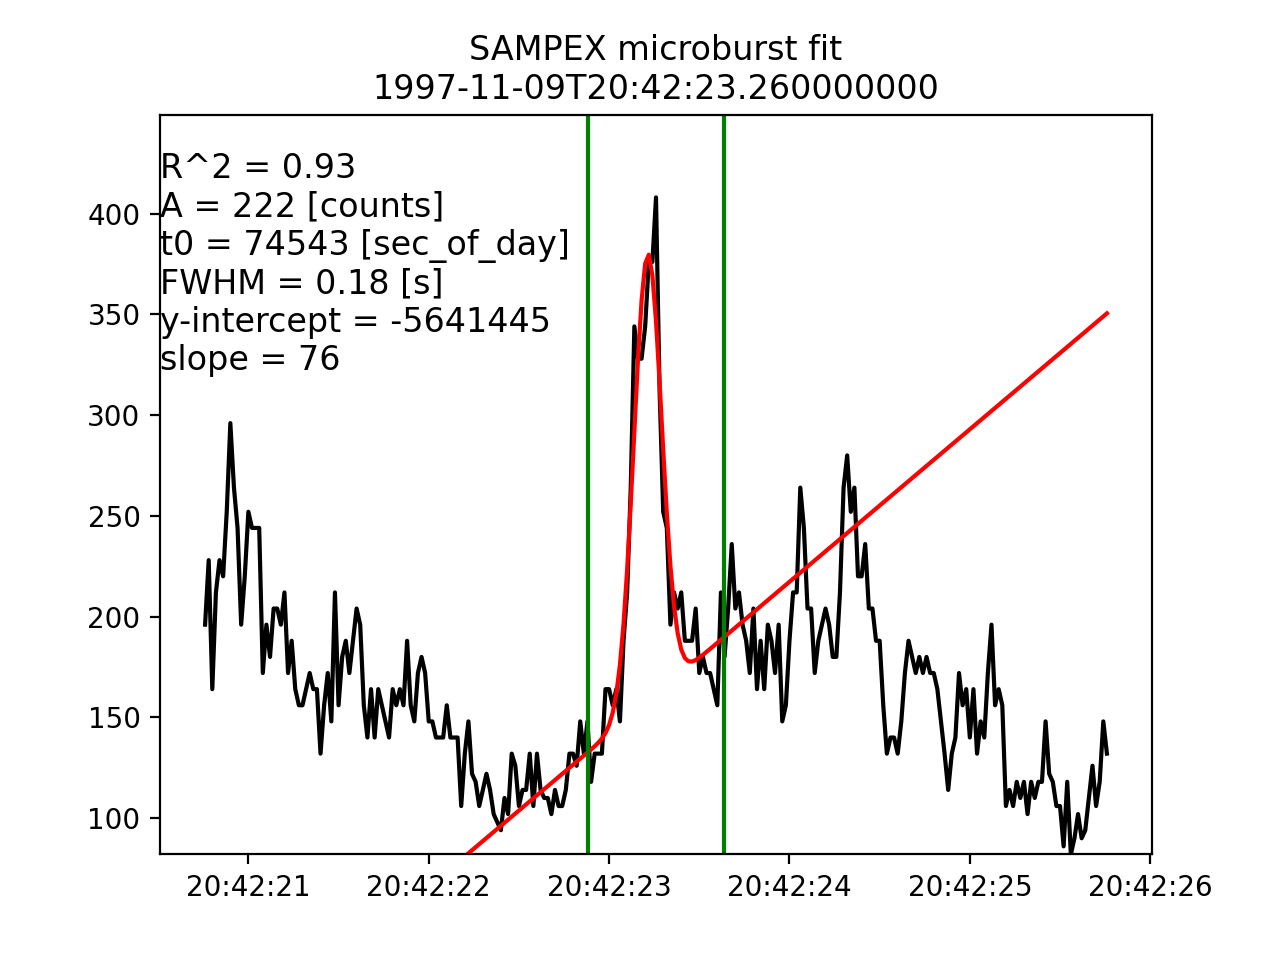 SAMPEX microburst fit
1997-11-09T20:42:23.260000000
R^2 = 0.93
A = 222 [counts]
t0 = 74543 [sec_of_day]
FWHM = 0.18 [s]
y-intercept = -5641445
slope = 76
400
350
300
250
200
150
100
20:42:21 20:42:22 20:42:23 20:42:24 20:42:25 20:42:26